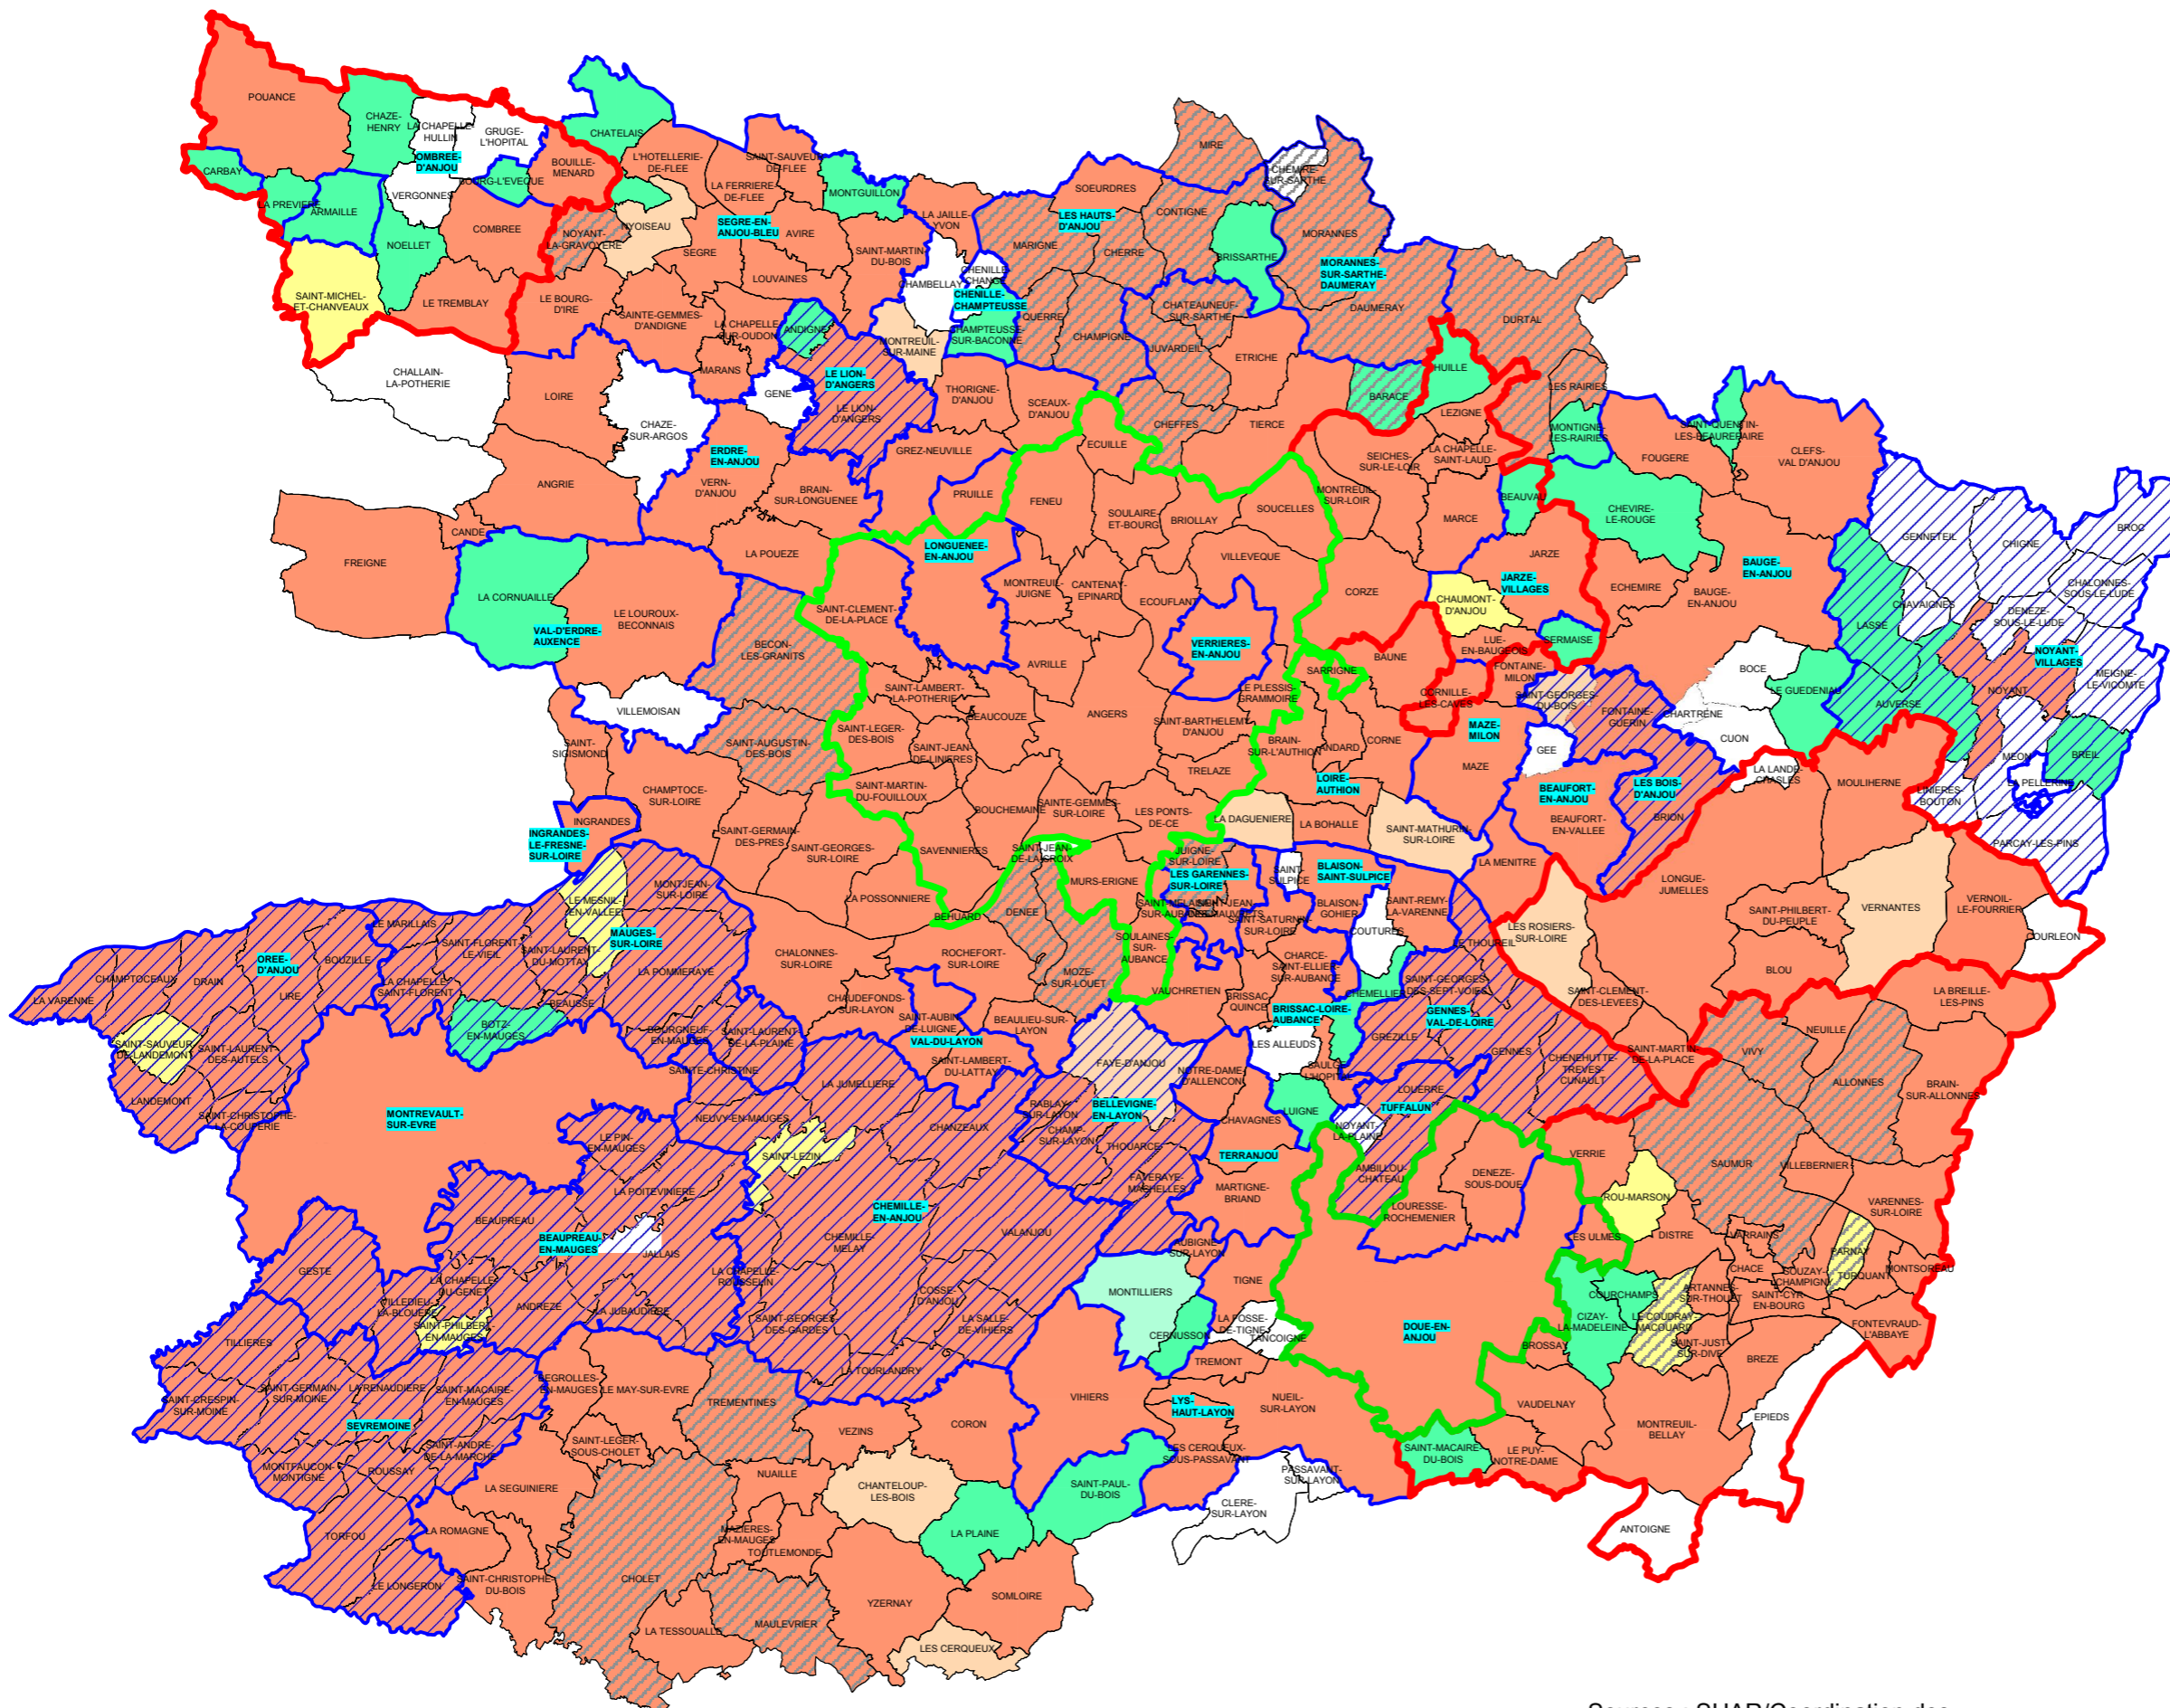 POUANCE
CHAZE-
HENRY
LA CHAPELLE-
HULLIN
GRUGE-
L'HOPITAL
OMBREE-
D'ANJOU
BOUILLE-
MENARD
CHATELAIS
CARBAY
LA PREVIERE
ARMAILLE
VERGONNES
BOURG-L'EVEQUE
NOELLET
COMBREE
SAINT-MICHEL-
ET-CHANVEAUX
LE TREMBLAY
L'HOTELLERIE-
DE-FLEE
SAINT-SAUVEUR-
DE-FLEE
LA FERRIERE-
DE-FLEE
MONTGUILLON
NYOISEAU
NOYANT-
LA-GRAVOYERE
SEGRE-EN-
ANJOU-BLEU
AVIRE
SEGRE
LOUVAINES
SAINT-MARTIN-
DU-BOIS
LA JAILLE-
YVON
LE BOURG-
D'IRE
SAINTE-GEMMES-
D'ANDIGNE
LA CHAPELLE-
SUR-OUDON
ANDIGNE
MARANS
GENE
CHALLAIN-
LA-POTHERIE
LOIRE
CHAZE-
SUR-ARGOS
CHAMBELLAY
CHENILLE-
CHANGE
CHENILLE-
CHAMPTEUSSE
CHAMPTEUSSE-
SUR-BACONNE
MONTREUIL-
SUR-MAINE
LE LION-
D'ANGERS
LE LION-
D'ANGERS
THORIGNE-
D'ANJOU
SCEAUX-
D'ANJOU
SOEURDRES
LES HAUTS-
D'ANJOU
MARIGNE
CHERRE
CONTIGNE
MIRE
CHEMIRE-
SUR-SARTHE
BRISSARTHE
MORANNES
MORANNES-
SUR-SARTHE-
DAUMERAY
DAUMERAY
QUERRE
CHAMPIGNE
CHATEAUNEUF-
SUR-SARTHE
JUVARDEIL
ETRICHE
CHEFFES
TIERCE
DURTAL
BARACE
HUILLE
LEZIGNE
LES RAIRIES
MONTIGNE-
LES-RAIRIES
SEICHES-
SUR-LE-LOIR
LA CHAPELLE-
SAINT-LAUD
FOUGERE
SAINT-QUENTIN-
LES-BEAUREPAIRE
CLEFS-
VAL D'ANJOU
ERDRE-
EN-ANJOU
VERN-
D'ANJOU
BRAIN-
SUR-LONGUENEE
GREZ-NEUVILLE
PRUILLE
ECUILLE
FENEU
SOULAIRE-
ET-BOURG
BRIOLLAY
SOUCELLES
MONTREUIL-
SUR-LOIR
MARCE
BEAUVAU
CHEVIRE-
LE-ROUGE
ANGRIE
CANDE
FREIGNE
LA CORNUAILLE
VAL-D'ERDRE-
AUXENCE
LE LOUROUX-
BECONNAIS
LA POUEZE
LONGUENEE-
EN-ANJOU
SAINT-CLEMENT-
DE-LA-PLACE
MONTREUIL-
JUIGNE
CANTENAY-
EPINARD
ECOUFLANT
VILLEVEQUE
CORZE
JARZE
JARZE-
VILLAGES
CHAUMONT-
D'ANJOU
LUE-
EN-BAUGEOIS
SERMAISE
ECHEMIRE
BAUGE-
EN-ANJOU
BAUGE-
EN-ANJOU
GENNETEIL
CHIGNE
BROC
CHALONNES-
SOUS-LE-LUDE
CHAVAIGNES
DENEZE-
SOUS-LE-LUDE
LASSE
NOYANT-
VILLAGES
MEIGNE-
LE-VICOMTE
NOYANT
AUVERSE
BOCE
LE GUEDENIAU
CHARTRENE
CUON
BREIL
MEON
LA PELLERINE
LINIERES-
BOUTON
PARCAY-LES-PINS
BECON-
LES-GRANITS
VILLEMOISAN
SAINT-AUGUSTIN-
DES-BOIS
SAINT-
SIGISMOND
AVRILLE
VERRIERES-
EN-ANJOU
SAINT-LAMBERT-
LA-POTHERIE
BEAUCOUZE
ANGERS
LE PLESSIS-
GRAMMOIRE
SARRIGNE
BAUNE
CORNILLE-
LES-CAVES
FONTAINE-
MILON
SAINT-GEORGES-
DU-BOIS
FONTAINE-
GUERIN
MAZE-
MILON
GEE
MAZE
SAINT-LEGER-
DES-BOIS
SAINT-JEAN-
DE-LINIERES
SAINT-BARTHELEMY-
D'ANJOU
BRAIN-
SUR-L'AUTHION
ANDARD
CORNE
TRELAZE
LOIRE-
AUTHION
BEAUFORT-
EN-ANJOU
LES BOIS-
D'ANJOU
BEAUFORT-
EN-VALLEE
BRION
LA LANDE-
CHASLES
MOULIHERNE
CHAMPTOCE-
SUR-LOIRE
SAINT-MARTIN-
DU-FOUILLOUX
BOUCHEMAINE
SAINTE-GEMMES-
SUR-LOIRE
LES PONTS-
DE-CE
LA DAGUENIERE
LA BOHALLE
SAINT-MATHURIN-
SUR-LOIRE
LA MENITRE
INGRANDES
INGRANDES-
LE-FRESNE-
SUR-LOIRE
SAINT-GERMAIN-
DES-PRES
SAINT-GEORGES-
SUR-LOIRE
SAVENNIERES
SAINT-JEAN-
DE-LA-CROIX
MURS-ERIGNE
JUIGNE-
SUR-LOIRE
LES GARENNES-
SUR-LOIRE
SAINT-
SULPICE
BLAISON-
SAINT-SULPICE
BLAISON-
GOHIER
SAINT-REMY-
LA-VARENNE
LONGUE-
JUMELLES
VERNANTES
VERNOIL-
LE-FOURRIER
COURLEON
SAINT-PHILBERT-
DU-PEUPLE
LES ROSIERS-
SUR-LOIRE
BLOU
LE MESNIL-
EN-VALLEE
MONTJEAN-
SUR-LOIRE
LA POSSONNIERE
BEHUARD
DENEE
SAINT-SATURNIN-
SUR-LOIRE
COUTURES
LE THOUREIL
LE MARILLAIS
MAUGES-
SUR-LOIRE
SAINT-FLORENT-
LE-VIEIL
SAINT-LAURENT-
DU-MOTTAY
LA POMMERAYE
CHALONNES-
SUR-LOIRE
ROCHEFORT-
SUR-LOIRE
MOZE-
SUR-LOUET
SOULAINES-
SUR-
AUBANCE
VAUCHRETIEN
CHARCE-
SAINT-ELLIER-
SUR-AUBANCE
BRISSAC-
QUINCE
BRISSAC-LOIRE-
AUBANCE
CHEMELLIER
SAINT-GEORGES-
DES-SEPT-VOIES
SAINT-CLEMENT-
DES-LEVEES
LA BREILLE-
LES-PINS
OREE-
D'ANJOU
BOUZILLE
CHAMPTOCEAUX
DRAIN
LIRE
LA VARENNE
LA CHAPELLE-
SAINT-FLORENT
BEAUSSE
BOTZ-
EN-MAUGES
BOURGNEUF-
EN-MAUGES
SAINT-LAURENT-
DE-LA-PLAINE
CHAUDEFONDS-
SUR-LAYON
SAINT-AUBIN-
DE-LUIGNE
VAL-DU-LAYON
BEAULIEU-SUR-
LAYON
SAINT-LAMBERT-
DU-LATTAY
FAYE-D'ANJOU
LES ALLEUDS
SAULGE-
L'HOPITAL
GREZILLE
GENNES-
VAL-DE-LOIRE
GENNES
CHENEHUTTE-
TREVES-
CUNAULT
SAINT-MARTIN-
DE-LA-PLACE
VIVY
NEUILLE
ALLONNES
BRAIN-
SUR-ALLONNES
SAINT-SAUVEUR-
DE-LANDEMONT
SAINT-LAURENT-
DES-AUTELS
LANDEMONT
SAINT-CHRISTOPHE-
LA-COUPERIE
MONTREVAULT-
SUR-EVRE
SAINTE-CHRISTINE
LA JUMELLIERE
NEUVY-EN-MAUGES
CHANZEAUX
RABLAY-
SUR-LAYON
BELLEVIGNE-
EN-LAYON
CHAMP-
SUR-LAYON
THOUARCE
NOTRE-DAME-
D'ALLENCON
CHAVAGNES
LUIGNE
LOUERRE
TUFFALUN
NOYANT-
LA-PLAINE
AMBILLOU-
CHATEAU
LE PIN-
EN-MAUGES
SAINT-LEZIN
TERRANJOU
MARTIGNE-
BRIAND
FAVERAYE-
MACHELLES
DENEZE-
SOUS-DOUE
LOURESSE-
ROCHEMENIER
VERRIE
ROU-MARSON
SAUMUR
VILLEBERNIER
VARENNES-
SUR-LOIRE
LA POITEVINIERE
BEAUPREAU
BEAUPREAU-
EN-MAUGES
JALLAIS
CHEMILLE-
EN-ANJOU
CHEMILLE-
MELAY
VALANJOU
AUBIGNE-
SUR-LAYON
LES ULMES
DISTRE
VARRAINS
CHACE
SOUZAY-
CHAMPIGNY
PARNAY
TURQUANT
MONTSOREAU
GESTE
LA CHAPELLE-
DU-GENET
VILLEDIEU-
LA-BLOUERE
ANDREZE
LA JUBAUDIERE
LA CHAPELLE-
ROUSSELIN
SAINT-PHILBERT-
EN-MAUGES
SAINT-GEORGES-
DES-GARDES
COSSE-
D'ANJOU
LA SALLE-
DE-VIHIERS
MONTILLIERS
TIGNE
CERNUSSON
LA FOSSE-
DE-TIGNE
TANCOIGNE
DOUE-EN-
ANJOU
COURCHAMPS
CIZAY-
LA-MADELEINE
ARTANNES-
SUR-THOUET
LE COUDRAY-
MACOUARD
SAINT-CYR-
EN-BOURG
SAINT-JUST-
SUR-DIVE
FONTEVRAUD-
L'ABBAYE
BREZE
BROSSAY
TILLIERES
LA TOURLANDRY
TREMONT
VIHIERS
NUEIL-
SUR-LAYON
LYS-
HAUT-LAYON
VAUDELNAY
MONTREUIL-
BELLAY
EPIEDS
SAINT-CRESPIN-
SUR-MOINE
SAINT-GERMAIN-
SUR-MOINE
LA RENAUDIERE
SAINT-MACAIRE-
EN-MAUGES
BEGROLLES-
EN-MAUGES
LE MAY-SUR-EVRE
TREMENTINES
SEVREMOINE
VEZINS
CORON
SAINT-LEGER-
SOUS-CHOLET
SAINT-ANDRE-
DE-LA-MARCHE
MONTFAUCON-
MONTIGNE
ROUSSAY
LA SEGUINIERE
NUAILLE
CHANTELOUP-
LES-BOIS
SAINT-PAUL-
DU-BOIS
LES CERQUEUX-
SOUS-PASSAVANT
PASSAVANT-
SUR-LAYON
CLERE-
SUR-LAYON
SAINT-MACAIRE-
DU-BOIS
LE PUY-
NOTRE-DAME
ANTOIGNE
TORFOU
LA ROMAGNE
MAZIERES-
EN-MAUGES
TOUTLEMONDE
LA PLAINE
CHOLET
LE LONGERON
SAINT-CHRISTOPHE-
DU-BOIS
YZERNAY
SOMLOIRE
LA TESSOUALLE
MAULEVRIER
LES CERQUEUX